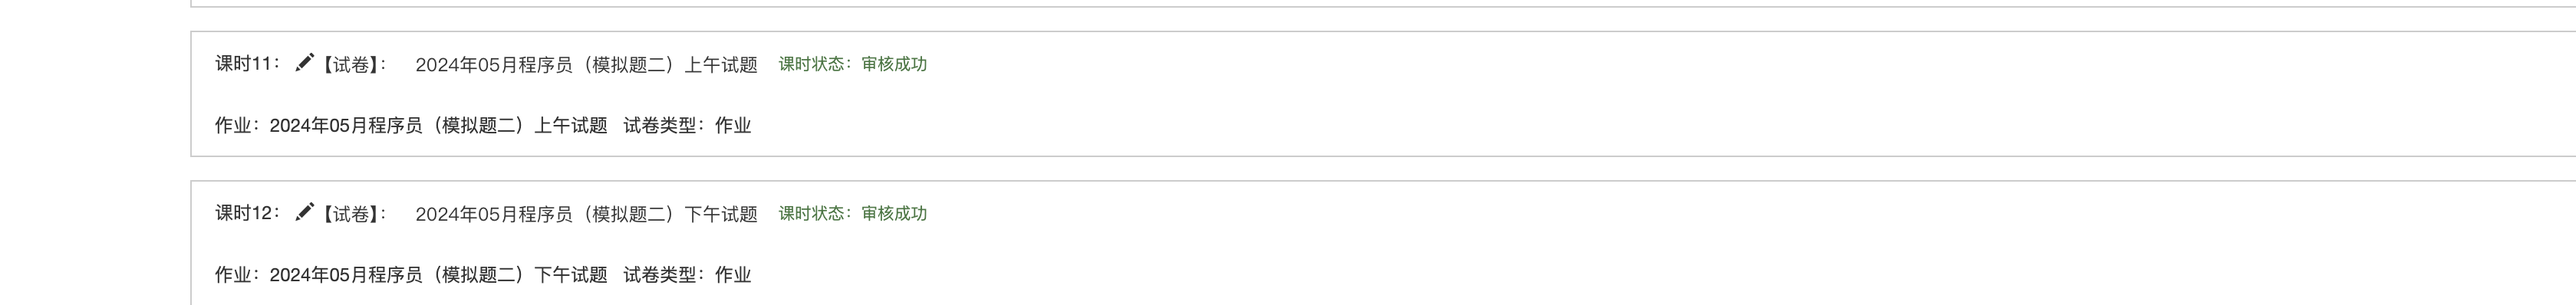 课时11： 【试卷】： 2024年05月程序员（模拟题二）上午试题 课时状态：审核成功
作业：2024年05月程序员（模拟题二）上午试题 试卷类型：作业
课时12： 【试卷】： 2024年05月程序员（模拟题二）下午试题 课时状态：审核成功
作业：2024年05月程序员（模拟题二）下午试题 试卷类型：作业